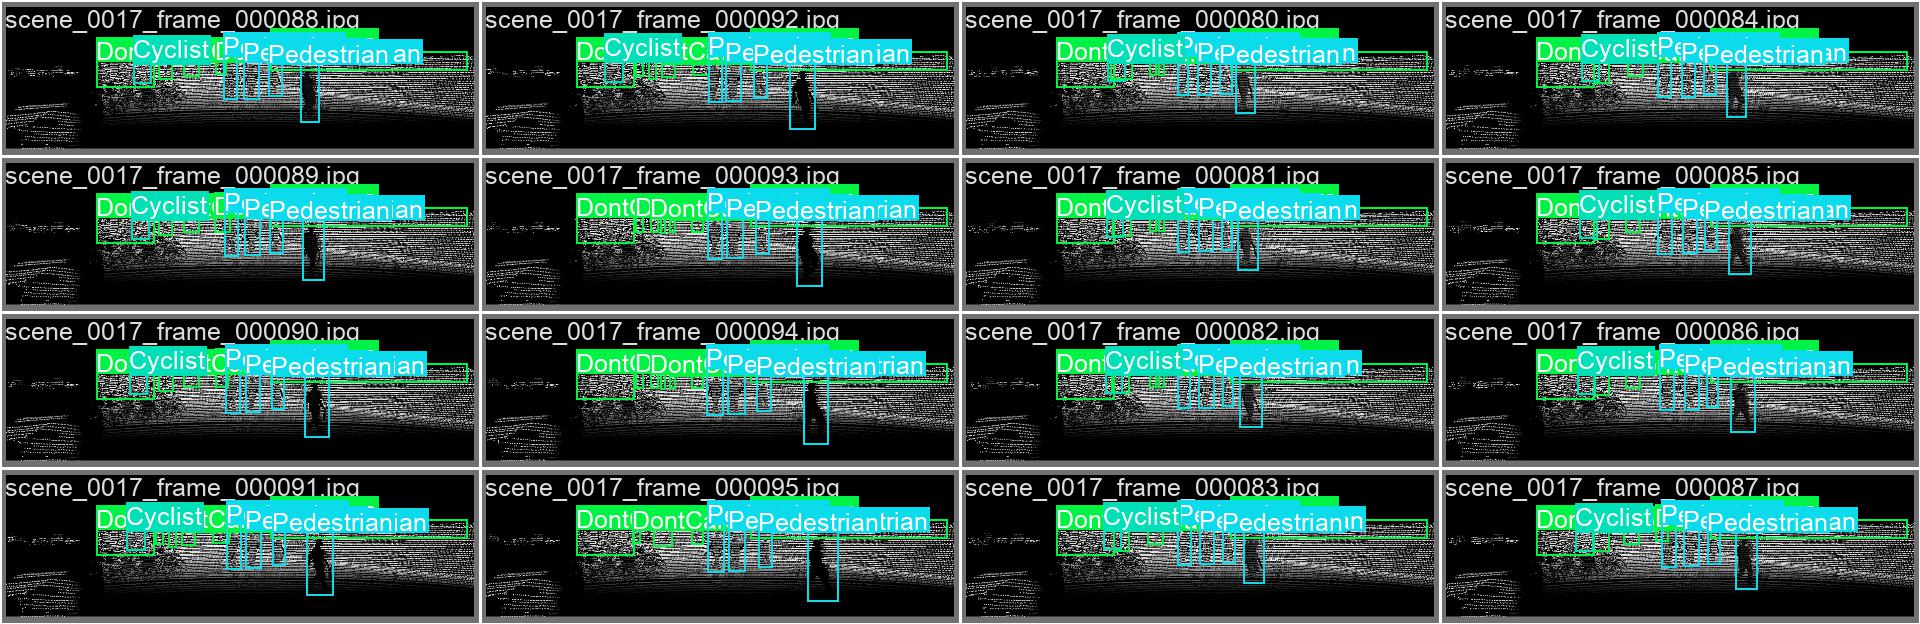 scene_0017_frame_000088.jpg
Cyclist
Pedestrian
scene_0017_frame_000092.jpg
Cyclist
Pedestrian
scene_0017_frame_000080.jpg
Cyclist
Pedestrian
scene_0017_frame_000084.jpg
Cyclist
Pedestrian
scene_0017_frame_000089.jpg
Cyclist
Pedestrian
scene_0017_frame_000093.jpg
Pedestrian
scene_0017_frame_000081.jpg
Cyclist
Pedestrian
scene_0017_frame_000085.jpg
Cyclist
Pedestrian
scene_0017_frame_000090.jpg
Cyclist
Pedestrian
scene_0017_frame_000094.jpg
Pedestrian
scene_0017_frame_000082.jpg
Cyclist
Pedestrian
scene_0017_frame_000086.jpg
Cyclist
Pedestrian
scene_0017_frame_000091.jpg
Cyclist
Pedestrian
scene_0017_frame_000095.jpg
Pedestrian
scene_0017_frame_000083.jpg
Cyclist
Pedestrian
scene_0017_frame_000087.jpg
Cyclist
Pedestrian